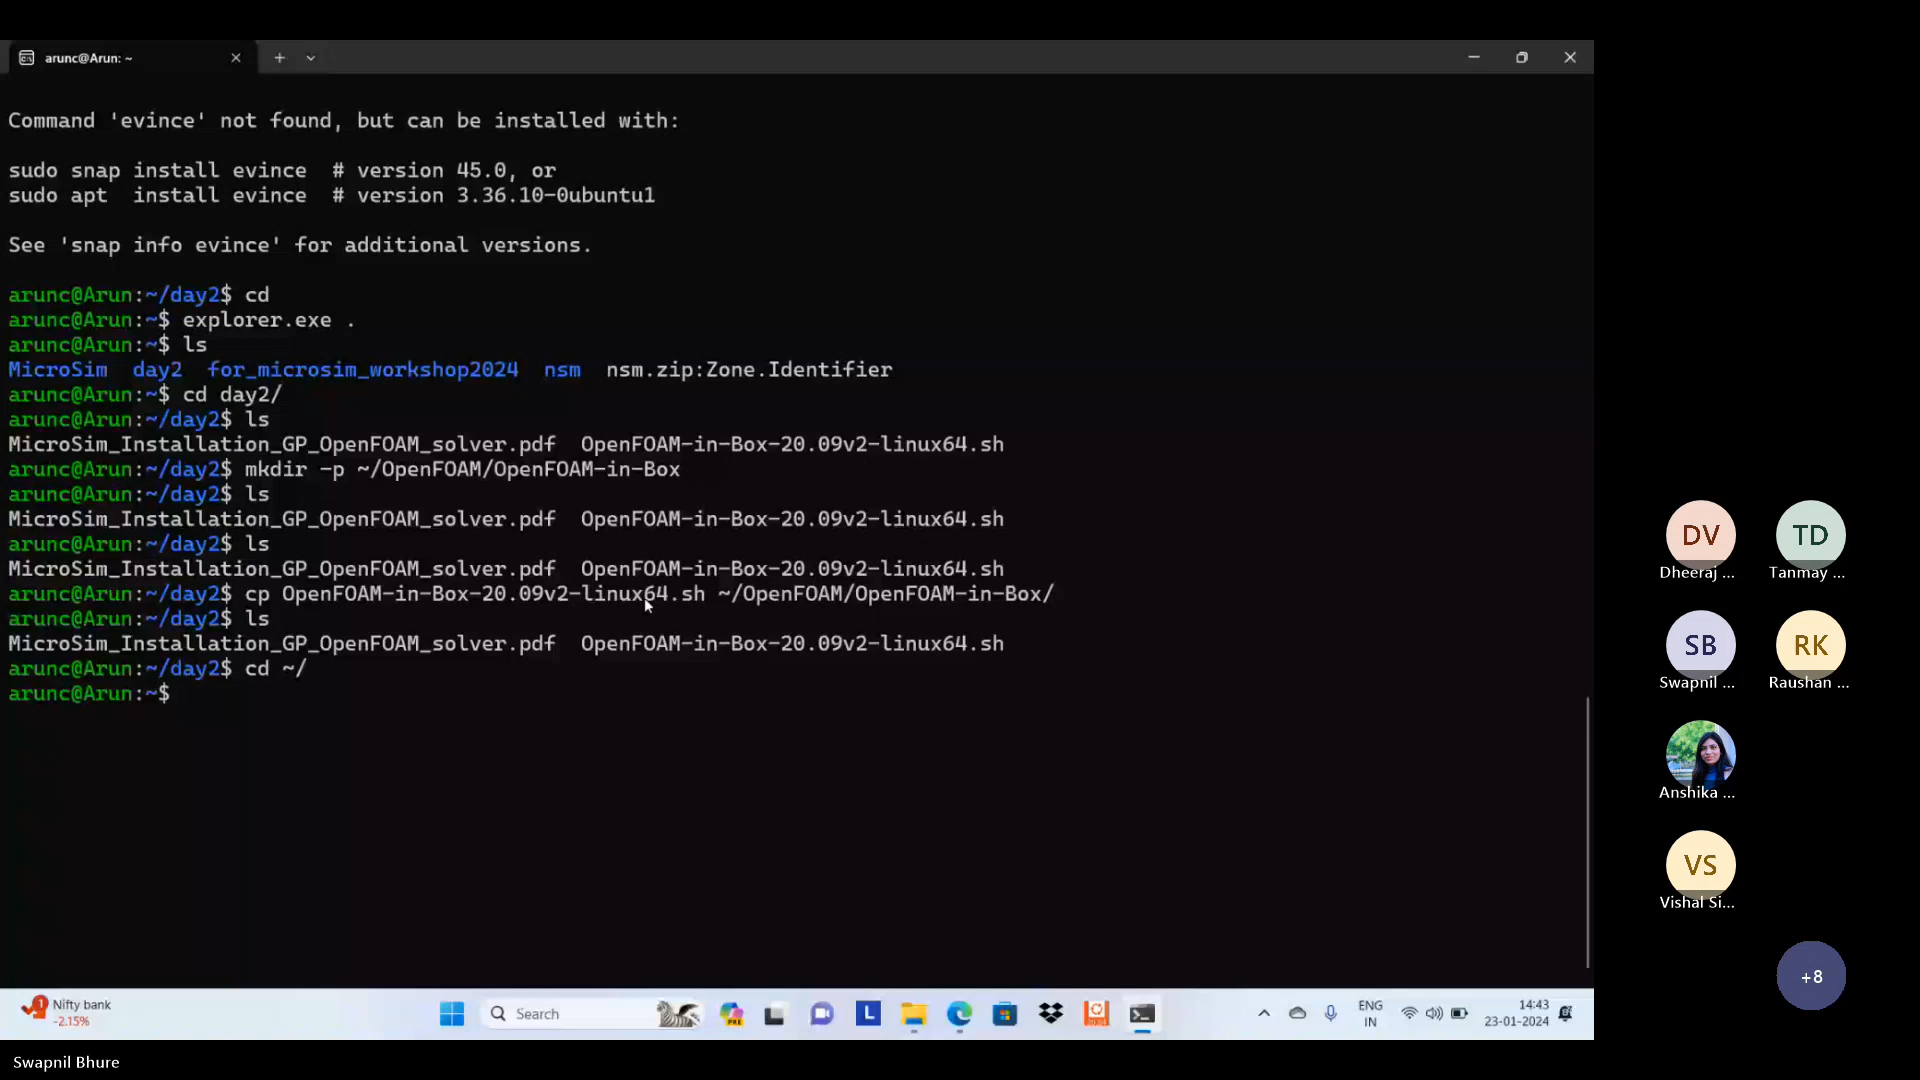 arunc@Arun: ~
Command 'evince' not found, but can be installed with:
sudo snap install evince  # version 45.0, or
sudo apt  install evince  # version 3.36.10-0ubuntu1
See 'snap info evince' for additional versions.
arunc@Arun:~/day2$ cd
arunc@Arun:~$ explorer.exe .
arunc@Arun:~$ ls
MicroSim  day2  for_microsim_workshop2024  nsm  nsm.zip:Zone.Identifier
arunc@Arun:~$ cd day2/
arunc@Arun:~/day2$ ls
MicroSim_Installation_GP_OpenFOAM_solver.pdf  OpenFOAM-in-Box-20.09v2-linux64.sh
arunc@Arun:~/day2$ mkdir -p ~/OpenFOAM/OpenFOAM-in-Box
arunc@Arun:~/day2$ ls
MicroSim_Installation_GP_OpenFOAM_solver.pdf  OpenFOAM-in-Box-20.09v2-linux64.sh
arunc@Arun:~/day2$ ls
MicroSim_Installation_GP_OpenFOAM_solver.pdf  OpenFOAM-in-Box-20.09v2-linux64.sh
arunc@Arun:~/day2$ cp OpenFOAM-in-Box-20.09v2-linux64.sh ~/OpenFOAM/OpenFOAM-in-Box/
arunc@Arun:~/day2$ ls
MicroSim_Installation_GP_OpenFOAM_solver.pdf  OpenFOAM-in-Box-20.09v2-linux64.sh
arunc@Arun:~/day2$ cd ~/
arunc@Arun:~$
DV TD
Dheeraj ... Tanmay ...
SB RK
Swapnil ... Raushan ...
Anshika ...
VS
Vishal Si...
+8
1 Nifty bank
-2.15%
Search
PRE
L
ENG
IN
14:43
23-01-2024
Swapnil Bhure